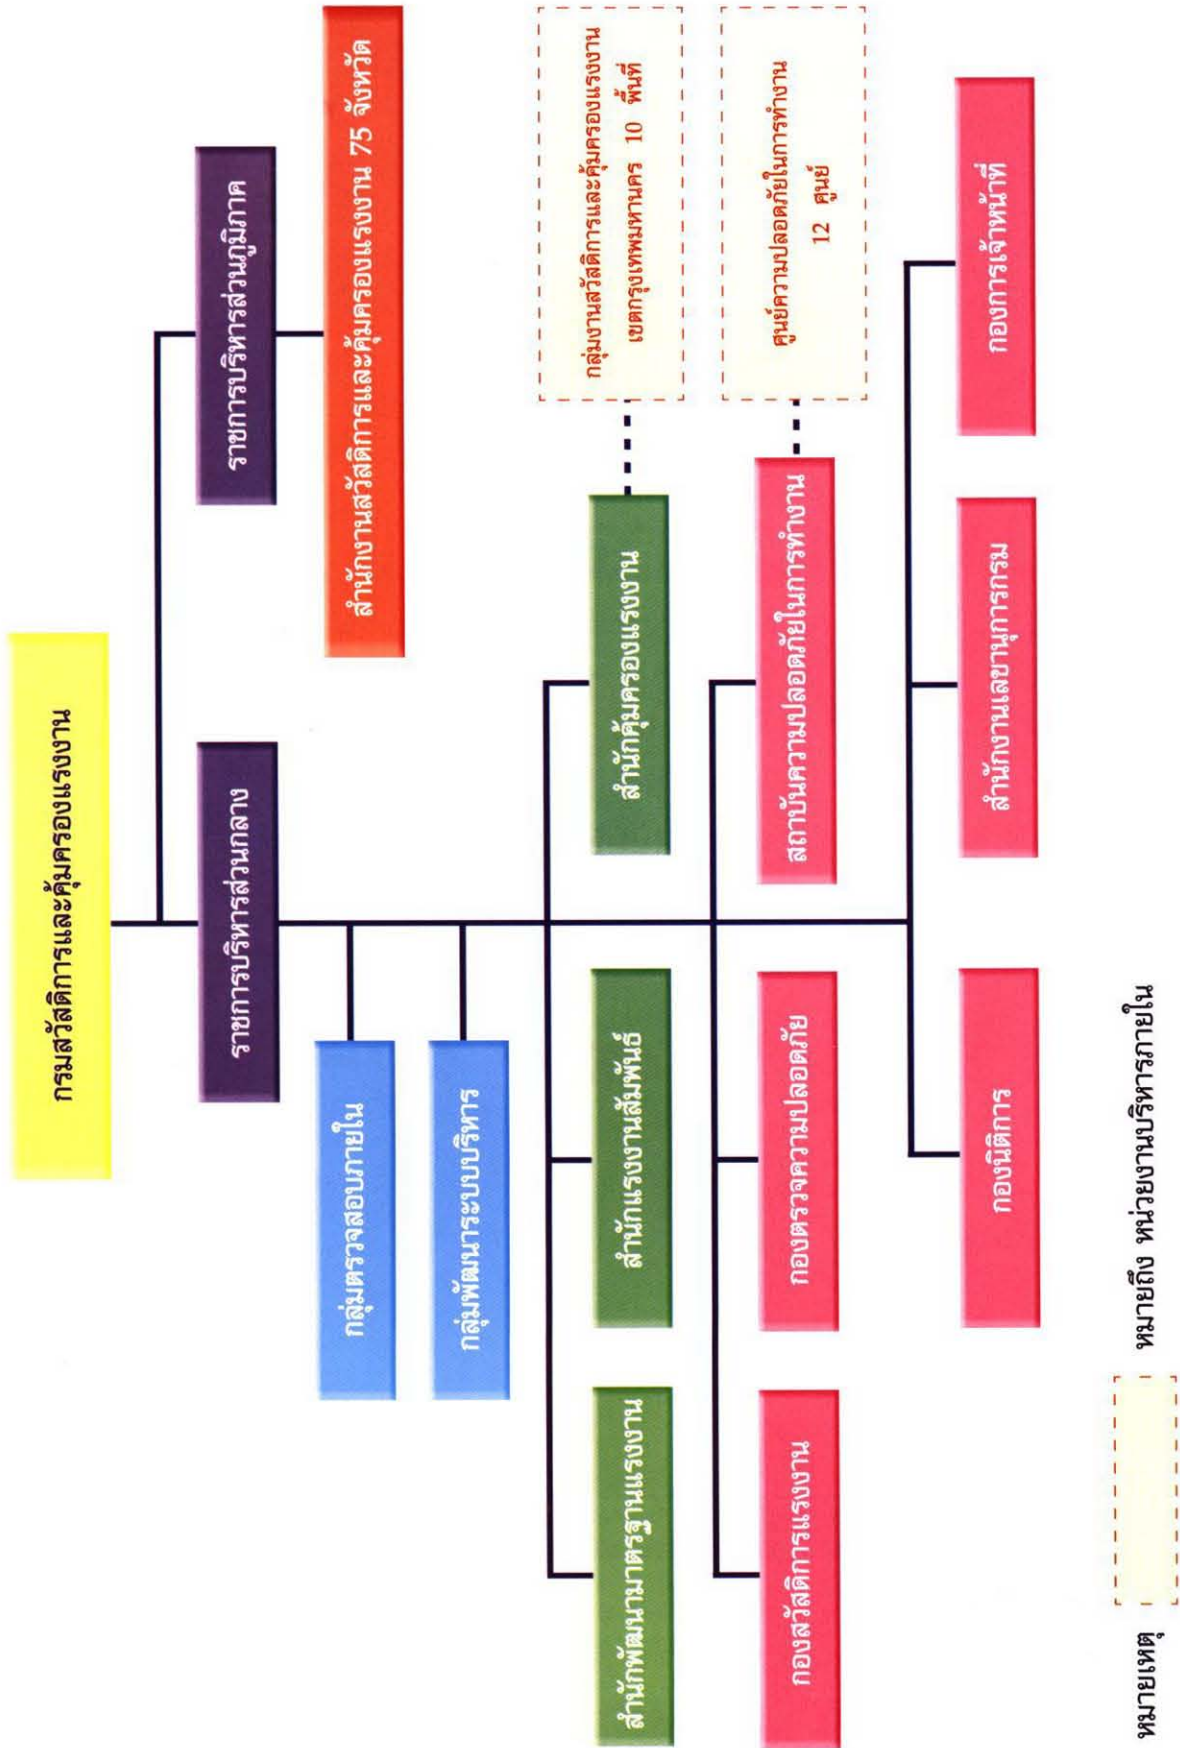 กรมสวัสดิการและคุ้มครองแรงงาน
ราชการบริหารส่วนกลาง
ราชการบริหารส่วนภูมิภาค
สำนักงานสวัสดิการและคุ้มครองแรงงาน 75 จังหวัด
กลุ่มตรวจสอบภายใน
กลุ่มพัฒนาระบบบริหาร
สำนักพัฒนามาตรฐานแรงงาน
สำนักแรงงานสัมพันธ์
สำนักคุ้มครองแรงงาน
กลุ่มงานสวัสดิการและคุ้มครองแรงงาน
เขตกรุงเทพมหานคร 10 พื้นที่
กองสวัสดิการแรงงาน
กองตรวจความปลอดภัย
สถาบันความปลอดภัยในการทำงาน
ศูนย์ความปลอดภัยในการทำงาน
12 ศูนย์
กองนิติการ
สำนักงานเลขานุการกรม
กองการเจ้าหน้าที่
หมายเหตุ หมายถึง หน่วยงานบริหารภายใน